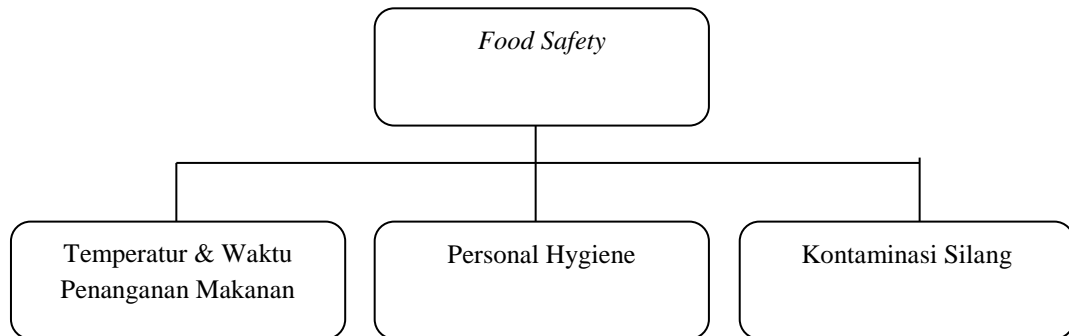 Food Safety
Temperatur & Waktu
Penanganan Makanan
Personal Hygiene
Kontaminasi Silang